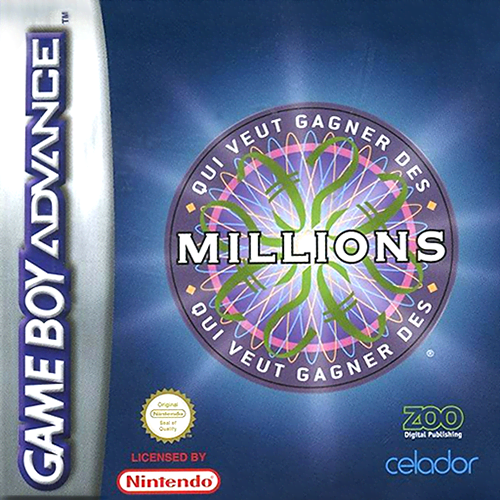 GAME BOY ADVANCE™
QUI VEUT GAGNER DES
MILLIONS
QUI VEUT GAGNER DES
®
Original
Nintendo
Seal of
Quality
LICENSED BY
Nintendo®
ZOO
Digital Publishing
celador